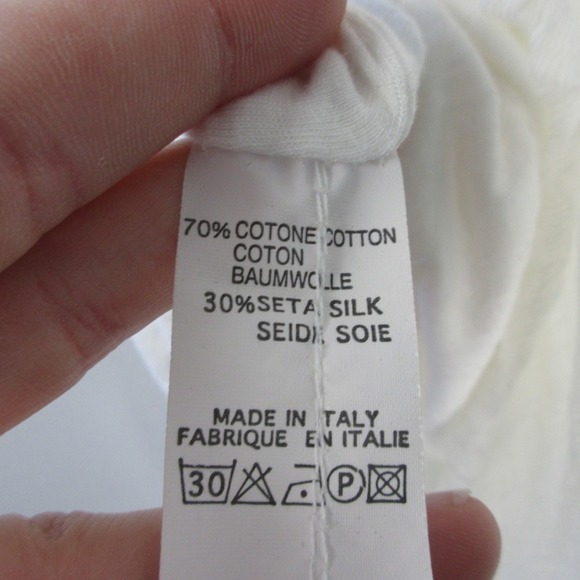 70% COTONE COTTON
COTON
BAUMWOLLE
30% SETA SILK
SEIDE SOIE
MADE IN ITALY
FABRIQUE EN ITALIE
30 P